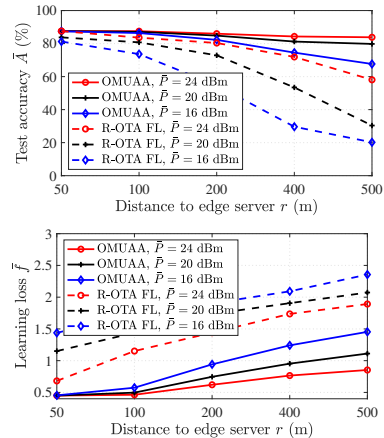 100
80
60
40
20
0
Test accuracy Ā (%)
OMUAA, P̄ = 24 dBm
OMUAA, P̄ = 20 dBm
OMUAA, P̄ = 16 dBm
R-OTA FL, P̄ = 24 dBm
R-OTA FL, P̄ = 20 dBm
R-OTA FL, P̄ = 16 dBm
50 100 200 400 500
Distance to edge server r (m)
3
2.5
2
1.5
1
0.5
Learning loss f̄
OMUAA, P̄ = 24 dBm
OMUAA, P̄ = 20 dBm
OMUAA, P̄ = 16 dBm
R-OTA FL, P̄ = 24 dBm
R-OTA FL, P̄ = 20 dBm
R-OTA FL, P̄ = 16 dBm
50 100 200 400 500
Distance to edge server r (m)